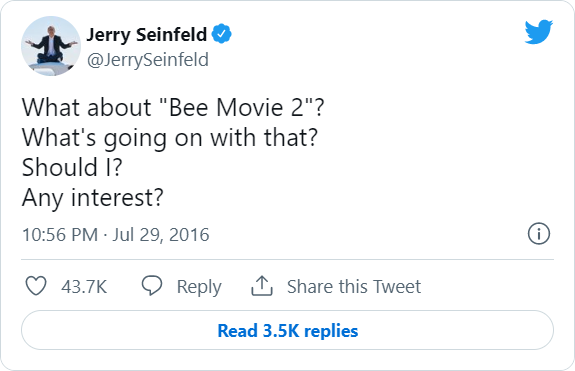 Jerry Seinfeld
@JerrySeinfeld
What about "Bee Movie 2"?
What's going on with that?
Should I?
Any interest?
10:56 PM · Jul 29, 2016
43.7K Reply Share this Tweet
Read 3.5K replies